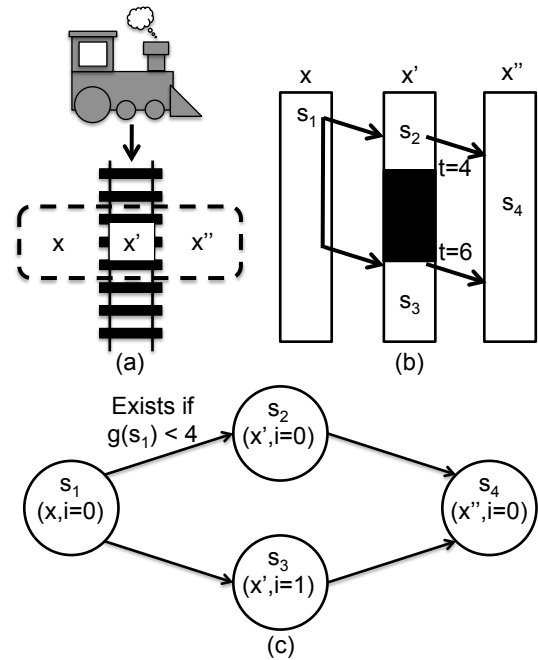 x x' x''
(a)
x x' x''
s₁ s₂
t=4
s₄
t=6
s₃
(b)
Exists if
g(s₁) < 4
s₂
(x',i=0)
s₁
(x,i=0)
s₄
(x'',i=0)
s₃
(x',i=1)
(c)